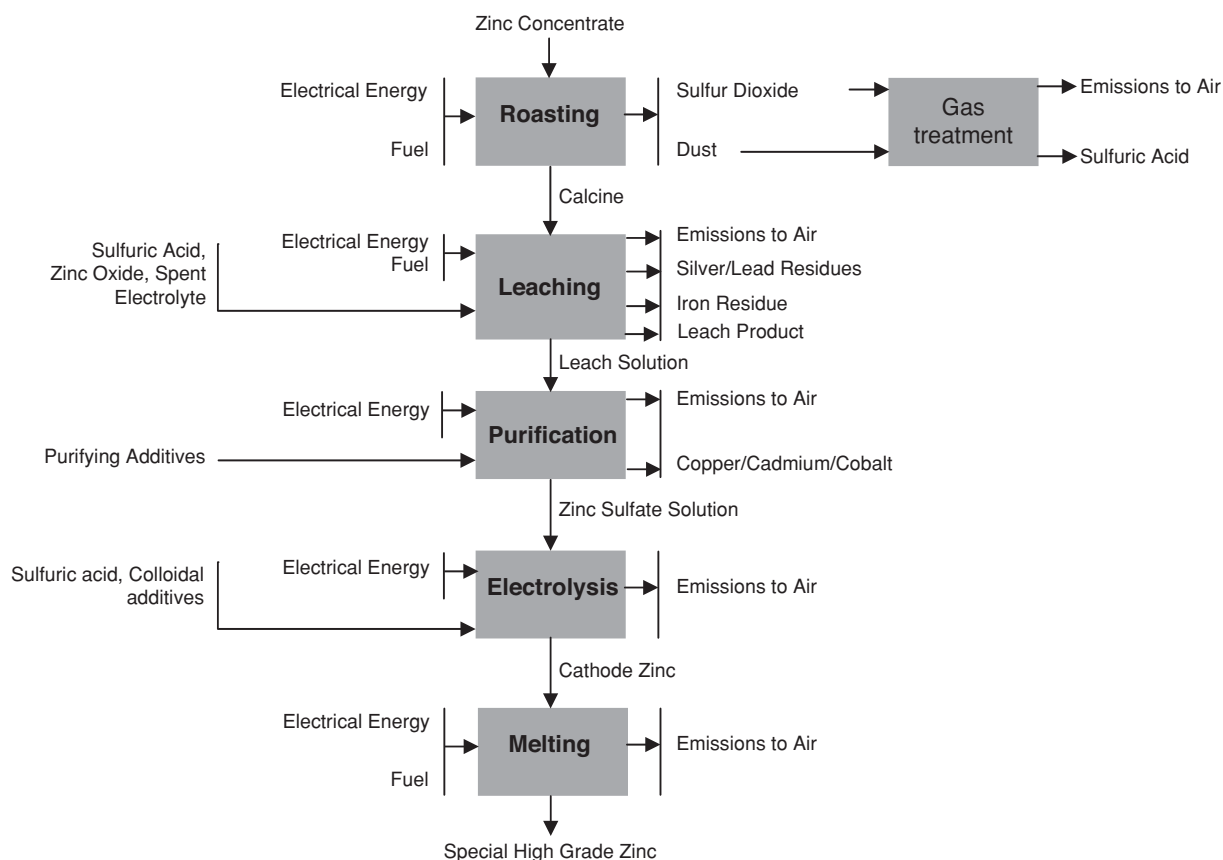 Zinc Concentrate
Electrical Energy
Fuel
Roasting
Sulfur Dioxide
Dust
Gas
treatment
Emissions to Air
Sulfuric Acid
Calcine
Sulfuric Acid,
Zinc Oxide, Spent
Electrolyte
Electrical Energy
Fuel
Leaching
Emissions to Air
Silver/Lead Residues
Iron Residue
Leach Product
Leach Solution
Electrical Energy
Purifying Additives
Purification
Emissions to Air
Copper/Cadmium/Cobalt
Zinc Sulfate Solution
Sulfuric acid, Colloidal
additives
Electrical Energy
Electrolysis
Emissions to Air
Cathode Zinc
Electrical Energy
Fuel
Melting
Emissions to Air
Special High Grade Zinc